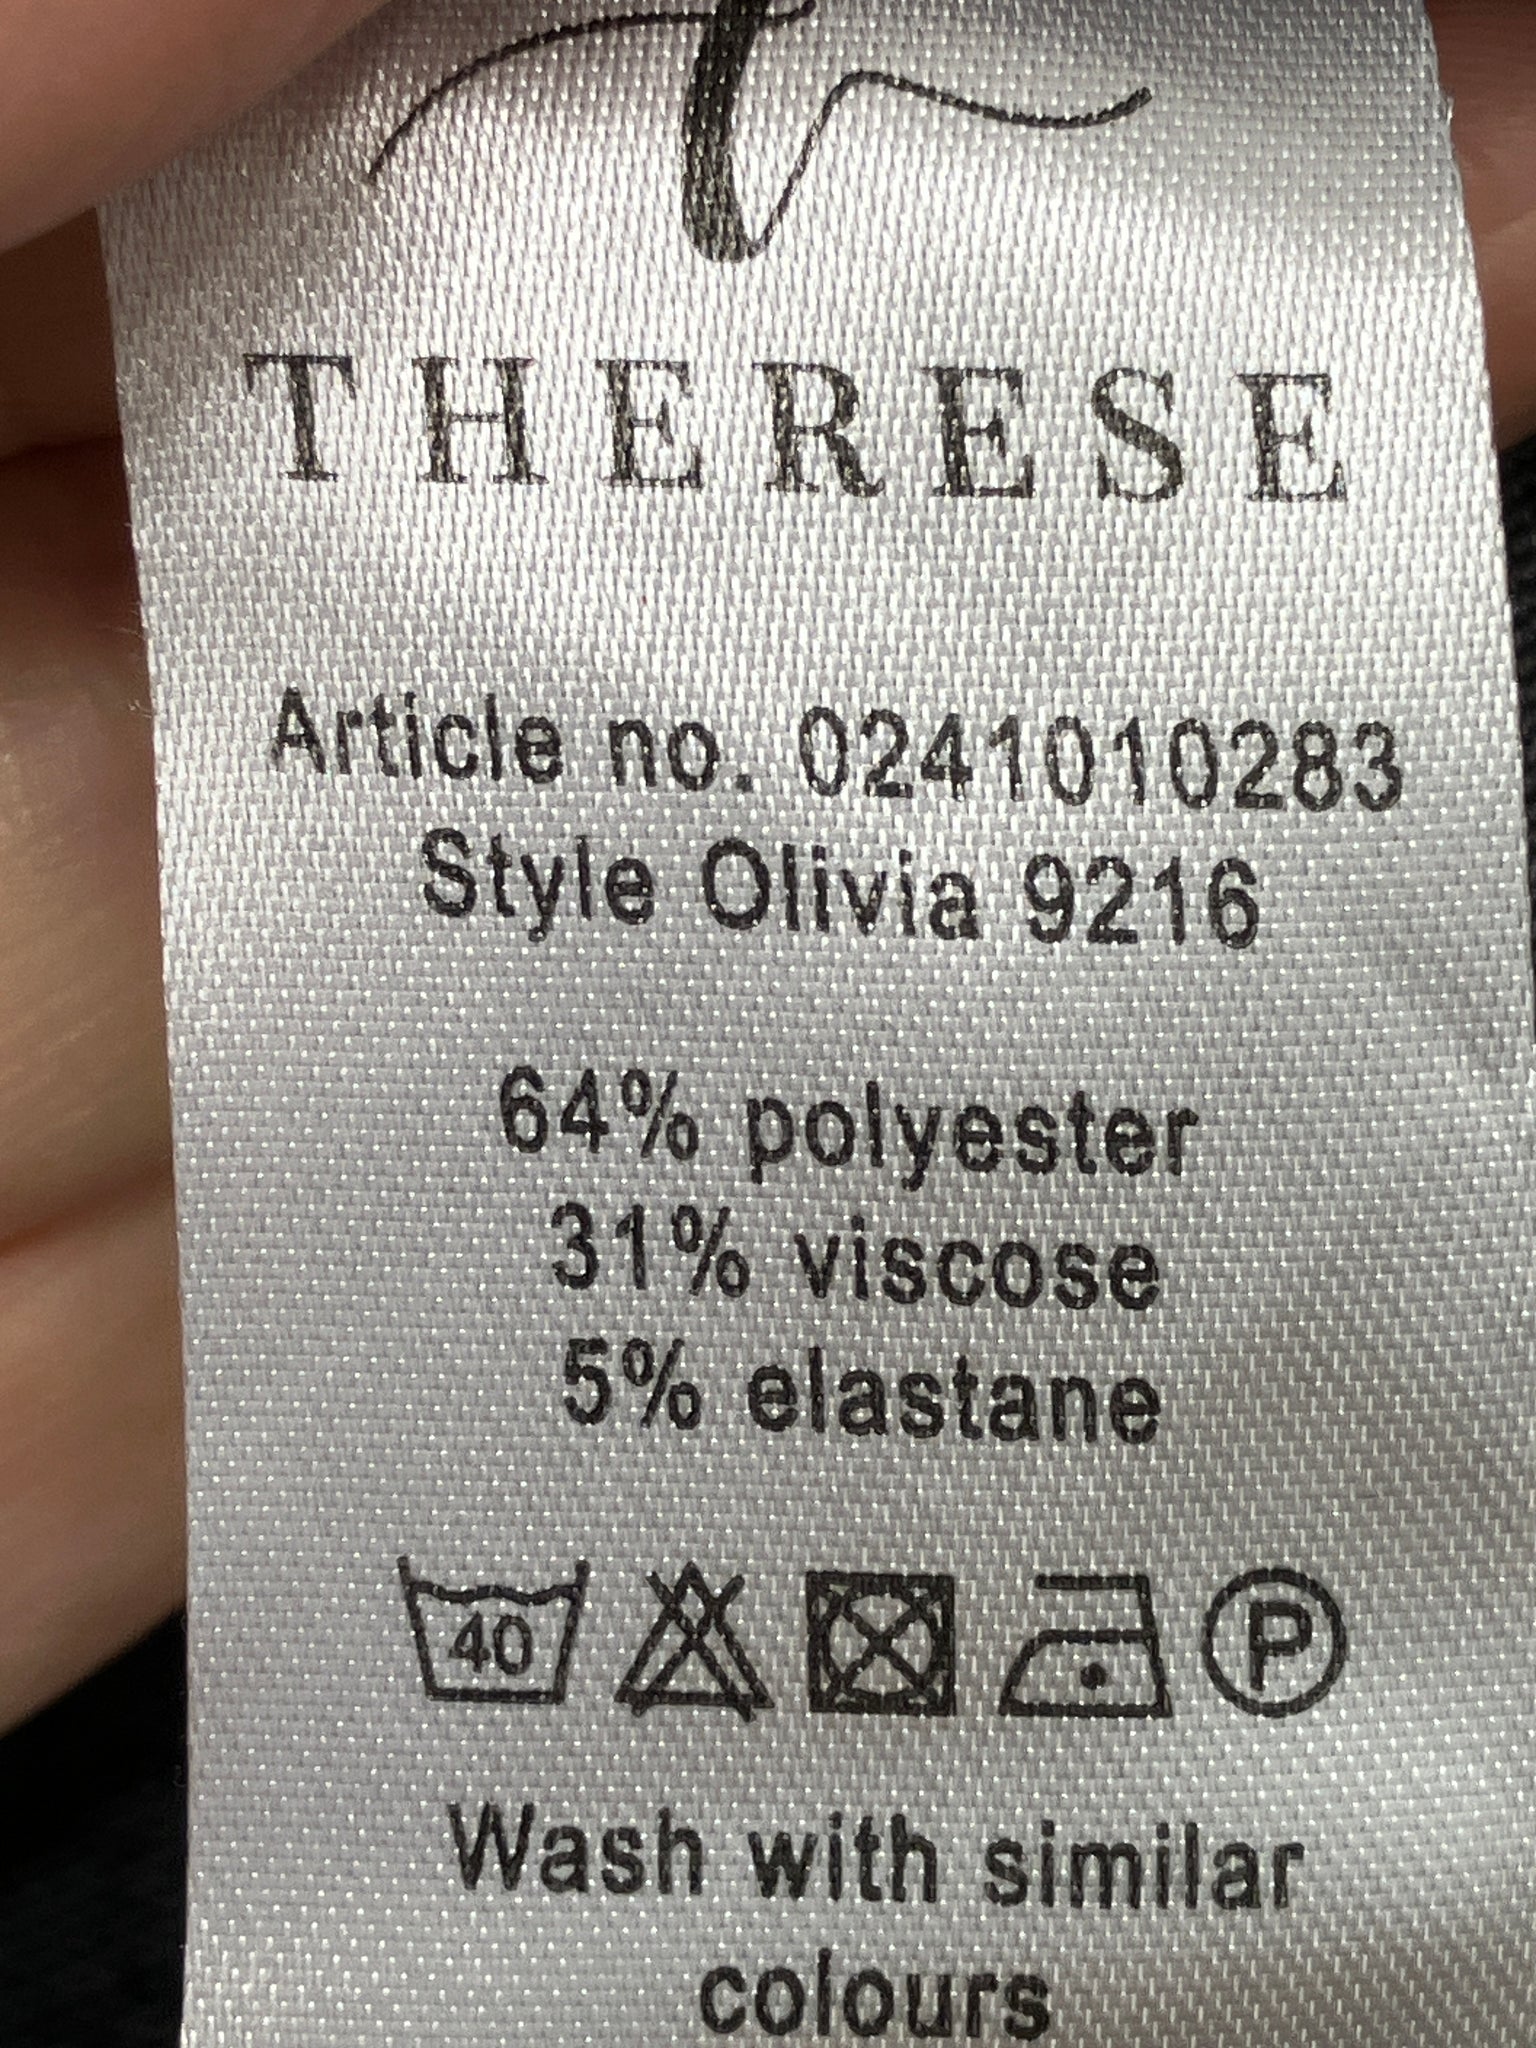 THERESE
Article no. 0241010283
Style Olivia 9216
64% polyester
31% viscose
5% elastane
40 P
Wash with similar
colours